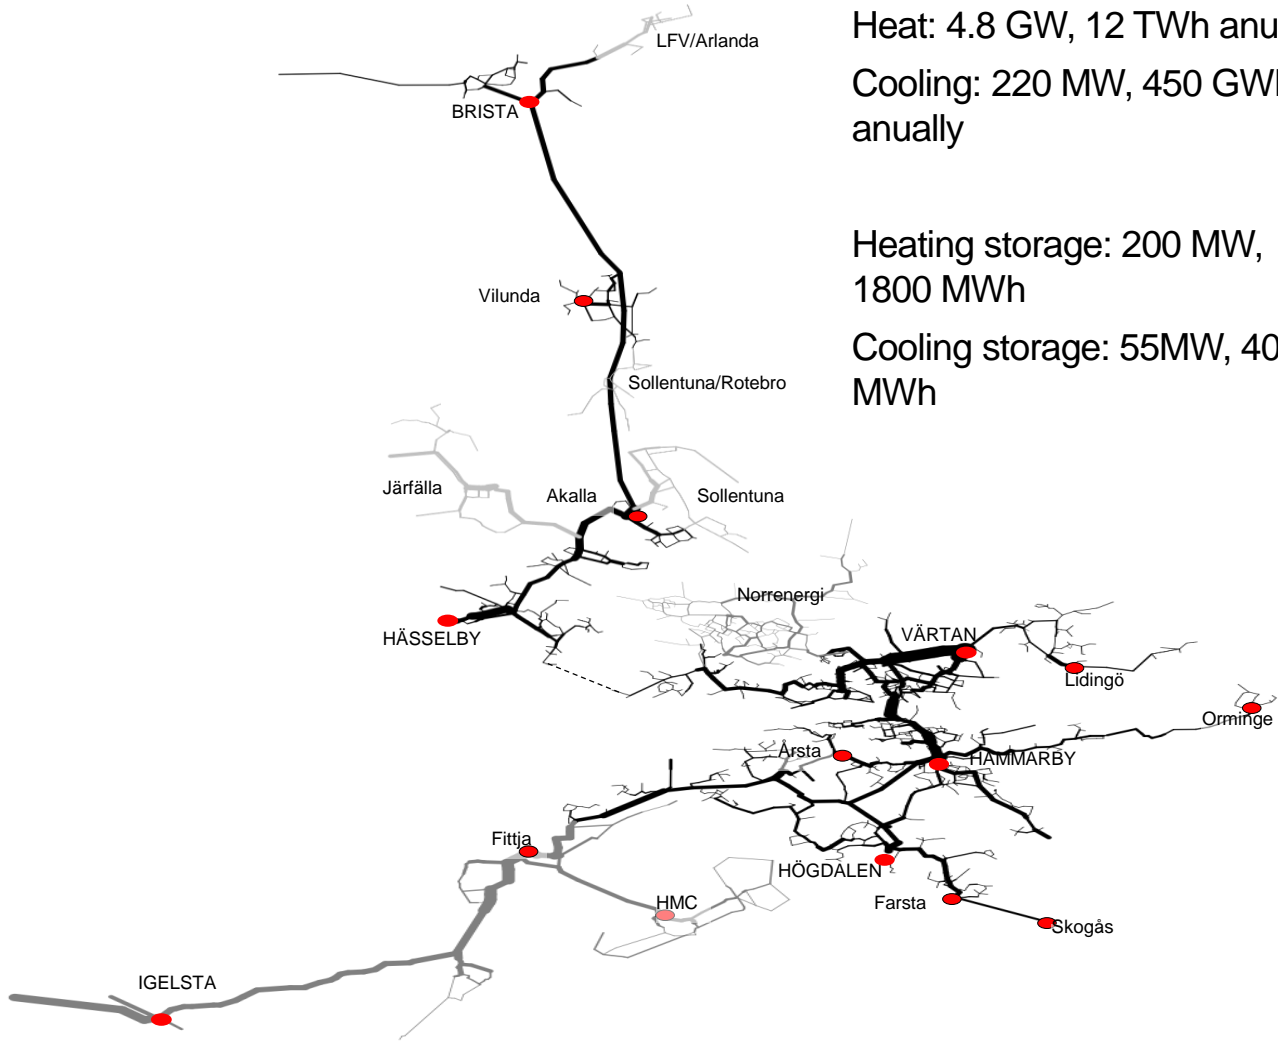 Heat: 4.8 GW, 12 TWh anu
LFV/Arlanda
Cooling: 220 MW, 450 GW
anually
BRISTA
Heating storage: 200 MW,
1800 MWh
Vilunda
Cooling storage: 55MW, 40
MWh
Sollentuna/Rotebro
Järfälla
Akalla
Sollentuna
Norrenergi
HÄSSELBY
VÄRTAN
Lidingö
Orminge
Årsta
HAMMARBY
Fittja
HÖGDALEN
Farsta
HMC
Skogås
IGELSTA